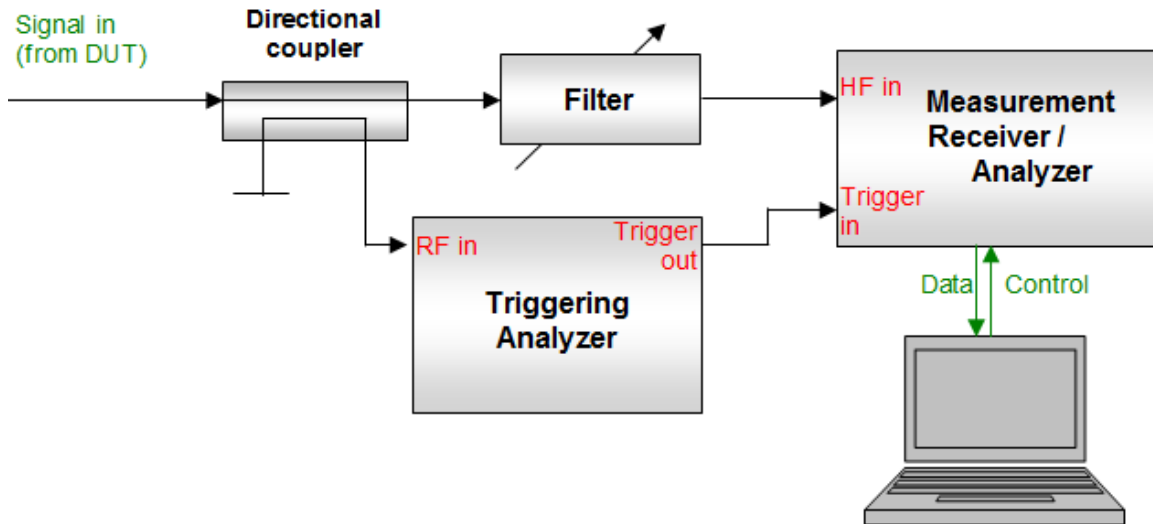 Signal in
(from DUT)
Directional
coupler
Filter
HF in
Measurement
Receiver /
Analyzer
Trigger
in
RF in
Trigger
out
Triggering
Analyzer
Data
Control